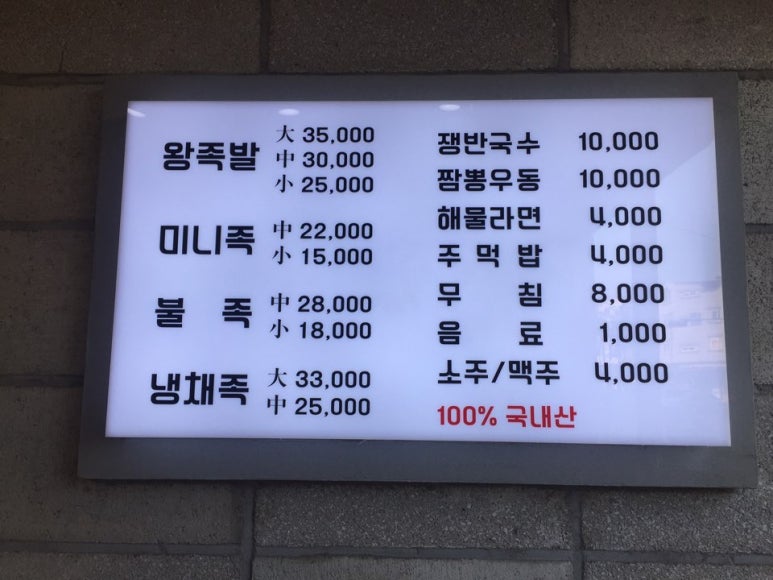 왕족발 大 35,000
中 30,000
小 25,000
미니족 中 22,000
小 15,000
불 족 中 28,000
小 18,000
냉채족 大 33,000
中 25,000
쟁반국수 10,000
짬뽕우동 10,000
해물라면 4,000
주 먹 밥 4,000
무 침 8,000
음 료 1,000
소주/맥주 4,000
100% 국내산